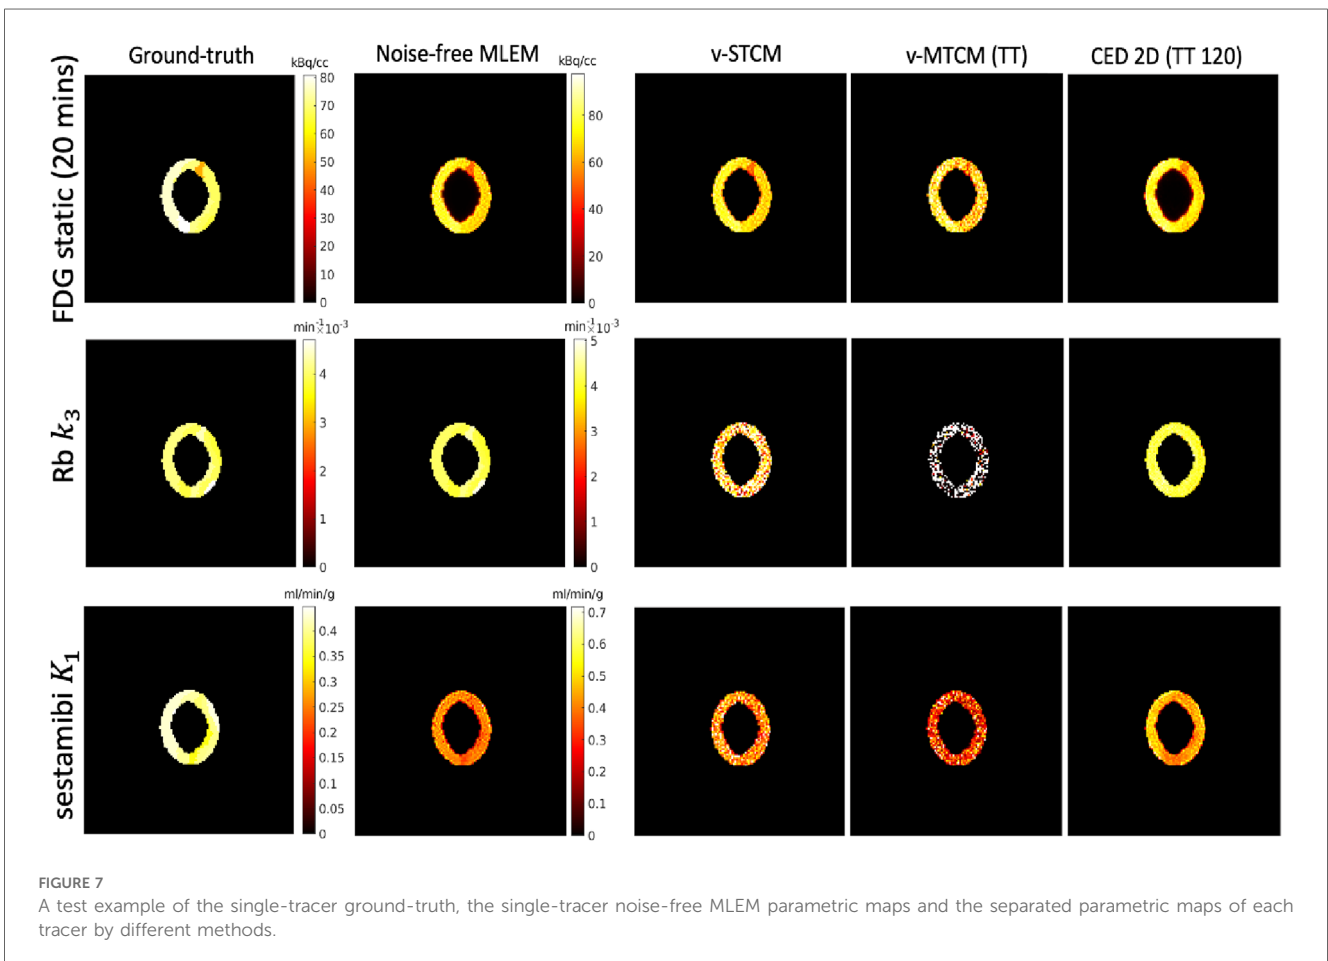 Ground-truth
Noise-free MLEM
v-STCM
v-MTCM (TT)
CED 2D (TT 120)
FDG static (20 mins)
kBq/cc
80
70
60
50
40
30
20
10
0
kBq/cc
80
60
40
20
0
Rb k₃
min⁻¹×10⁻³
4
3
2
1
0
min⁻¹×10⁻³
5
4
3
2
1
0
sestamibi K₁
ml/min/g
0.4
0.35
0.3
0.25
0.2
0.15
0.1
0.05
0
ml/min/g
0.7
0.6
0.5
0.4
0.3
0.2
0.1
0
FIGURE 7
A test example of the single-tracer ground-truth, the single-tracer noise-free MLEM parametric maps and the separated parametric maps of each
tracer by different methods.